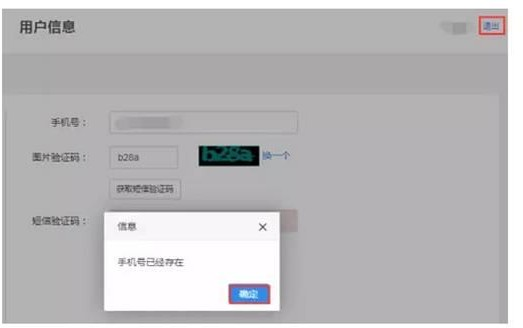 用户信息
退出
手机号：
图片验证码：
b28a
b28a
换一个
获取短信验证码
短信验证码：
信息
×
手机号已经存在
确定